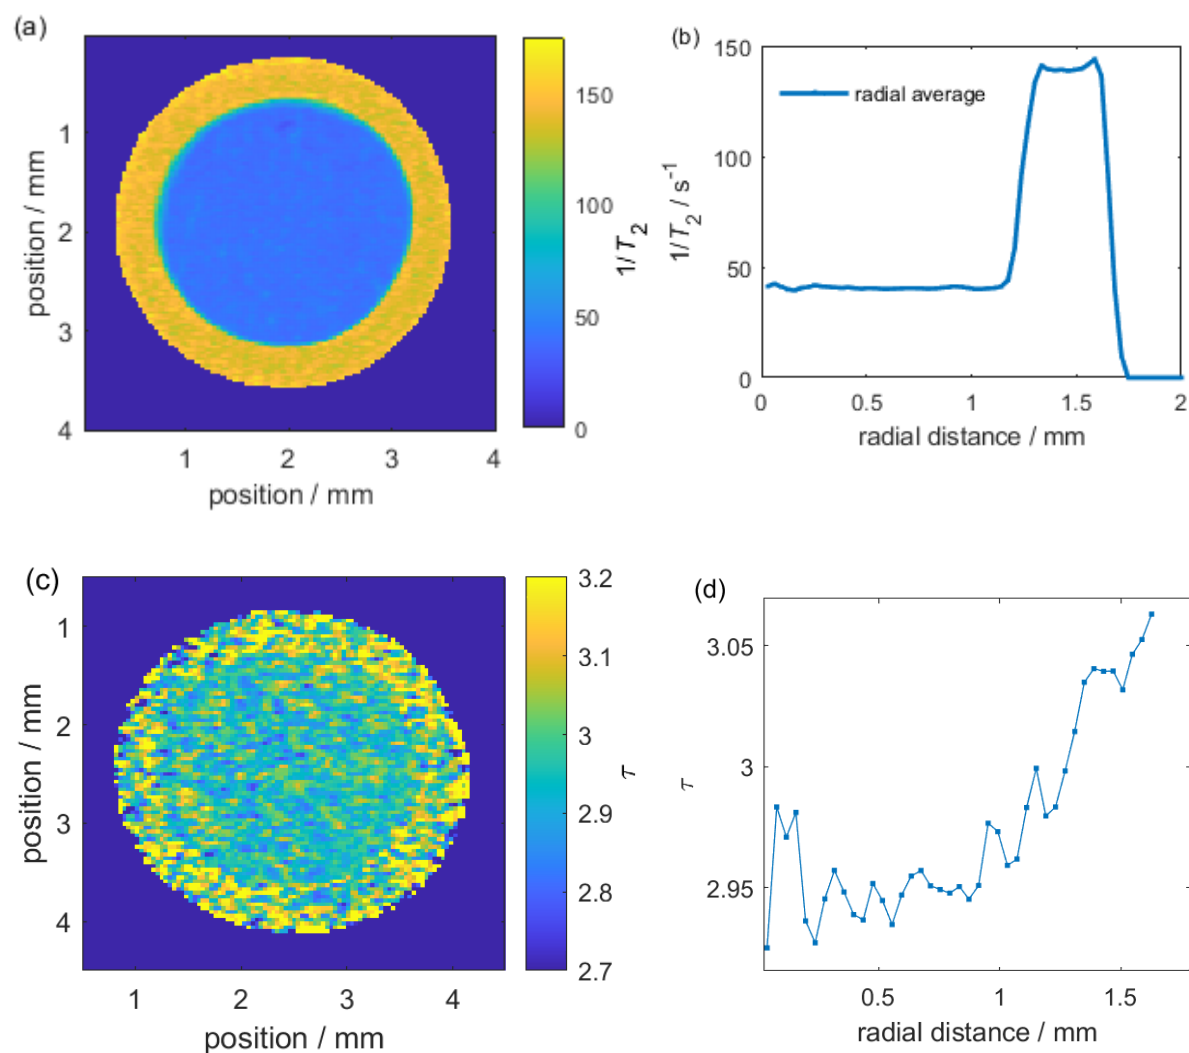 (a)
1
2
3
4
position / mm
1
2
3
4
position / mm
150
100
50
0
1/T2
(b)
150
100
50
0
1/T2 / s-1
radial average
0
0.5
1
1.5
2
radial distance / mm
(c)
1
2
3
4
position / mm
1
2
3
4
position / mm
3.2
3.1
3
2.9
2.8
2.7
τ
(d)
3.05
3
2.95
τ
0.5
1
1.5
radial distance / mm